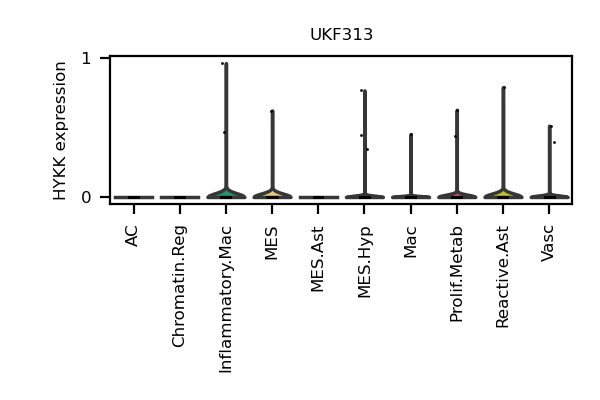 UKF313
HYKK expression
1
0
AC
Chromatin.Reg
Inflammatory.Mac
MES
MES.Ast
MES.Hyp
Mac
Prolif.Metab
Reactive.Ast
Vasc